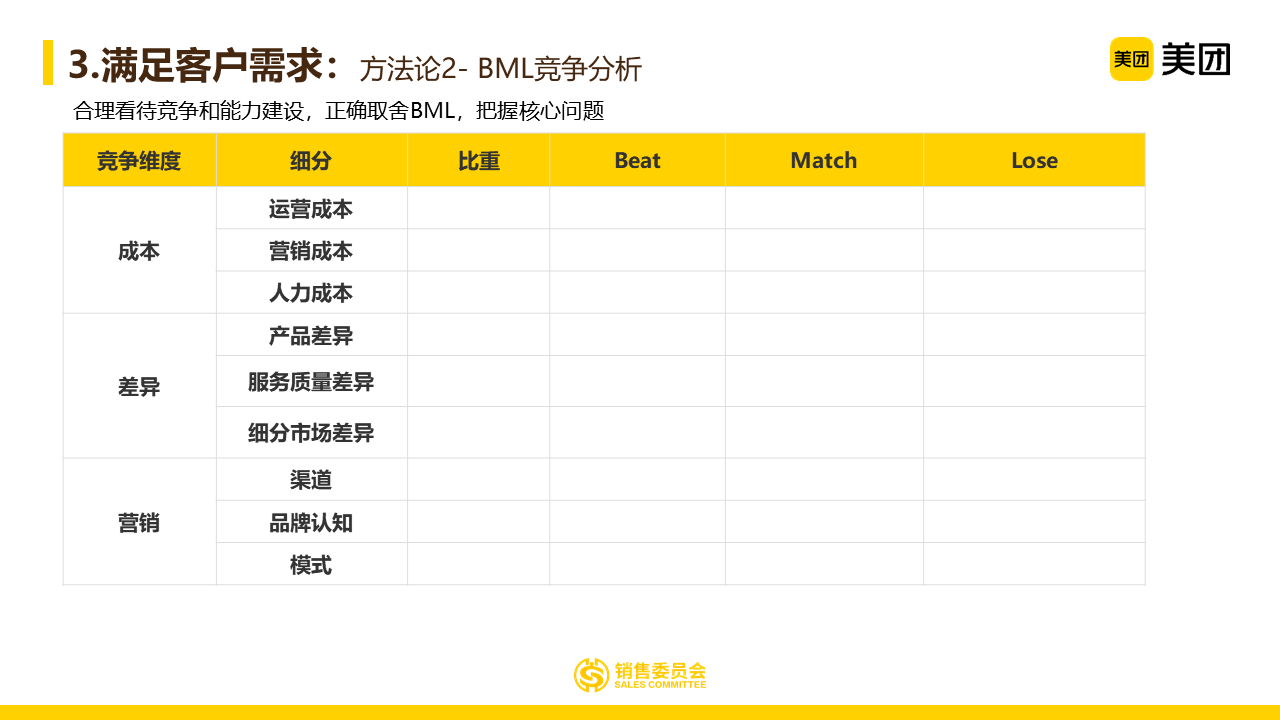 3.满足客户需求：方法论2- BML竞争分析
美团 美团
合理看待竞争和能力建设，正确取舍BML，把握核心问题
竞争维度 细分 比重 Beat Match Lose
成本
运营成本
营销成本
人力成本
差异
产品差异
服务质量差异
细分市场差异
营销
渠道
品牌认知
模式
销售委员会
SALES COMMITTEE